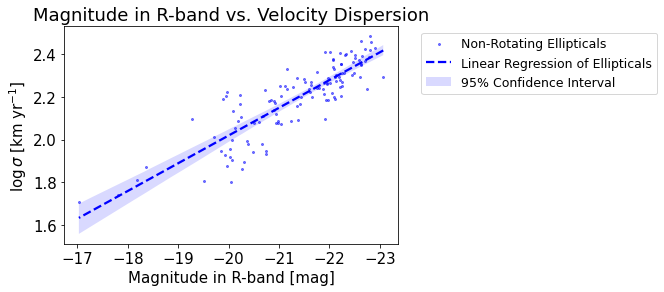 Magnitude in R-band vs. Velocity Dispersion
Non-Rotating Ellipticals
Linear Regression of Ellipticals
95% Confidence Interval
log σ [km yr⁻¹]
2.4
2.2
2.0
1.8
1.6
−17 −18 −19 −20 −21 −22 −23
Magnitude in R-band [mag]